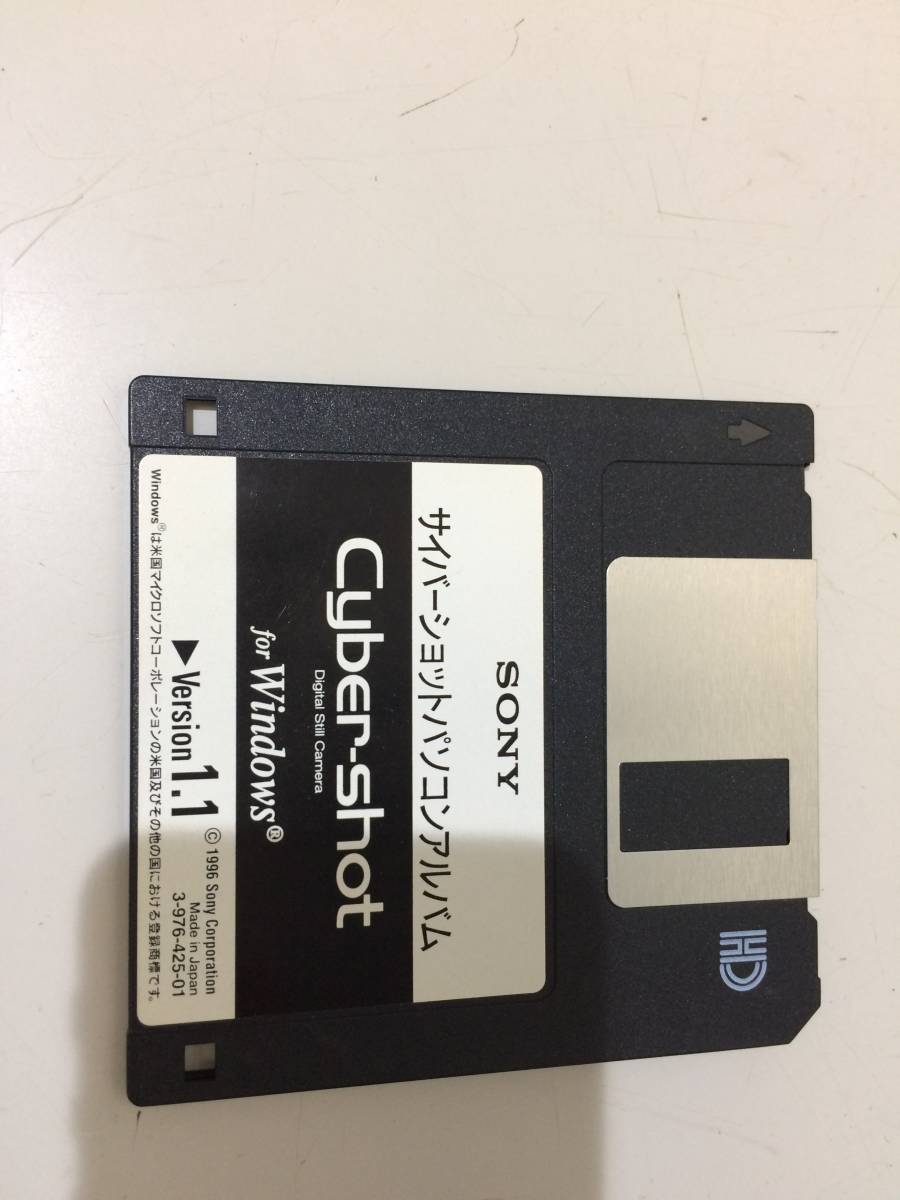 SONY
サイバーショットパソコンアルバム
Cyber-shot
Digital Still Camera
for Windows®
▶Version 1.1
© 1996 Sony Corporation
Made in Japan
3-976-425-01
Windows®は米国マイクロソフトコーポレーションの米国及びその他の国における登録商標です。
HD